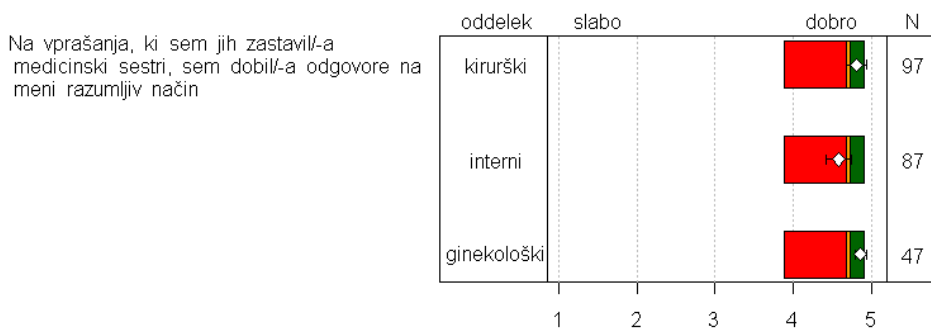 oddelek slabo dobro N
Na vprašanja, ki sem jih zastavil/-a
medicinski sestri, sem dobil/-a odgovore na
meni razumljiv način
kirurški 97
interni 87
ginekološki 47
1 2 3 4 5